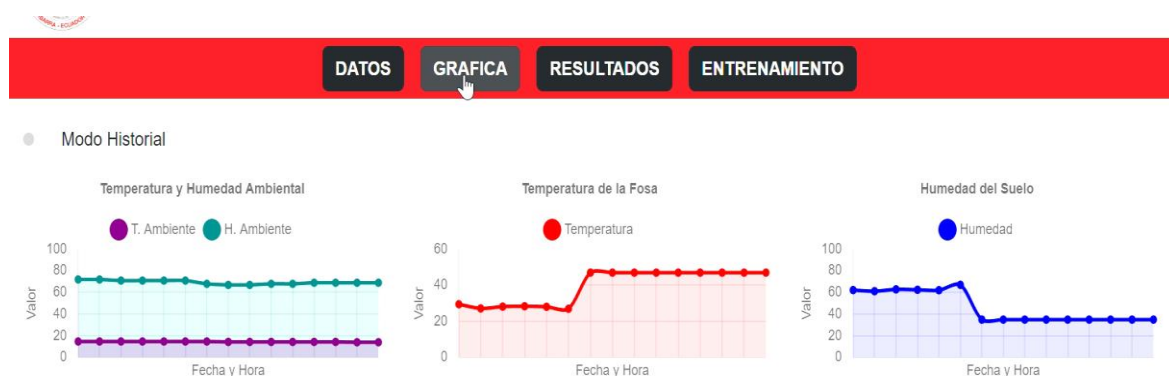 DATOS GRAFICA RESULTADOS ENTRENAMIENTO
Modo Historial
Temperatura y Humedad Ambiental
T. Ambiente H. Ambiente
100
80
60
40
20
0
Valor
Fecha y Hora
Temperatura de la Fosa
Temperatura
60
40
20
0
Valor
Fecha y Hora
Humedad del Suelo
Humedad
100
80
60
40
20
0
Valor
Fecha y Hora